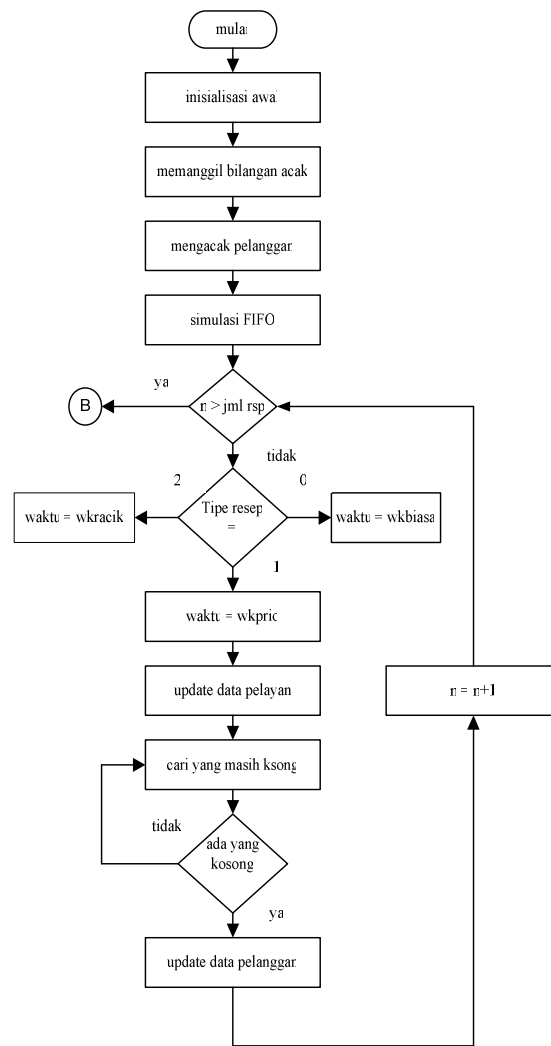 mulai
inisialisasi awal
memanggil bilangan acak
mengacak pelanggan
simulasi FIFO
ya
B
n > jml rsp
tidak
2
0
waktu = wkracik
Tipe resep
=
waktu = wkbiasa
1
waktu = wkprio
update data pelayan
n = n+1
cari yang masih ksong
tidak
ada yang
kosong
ya
update data pelanggan